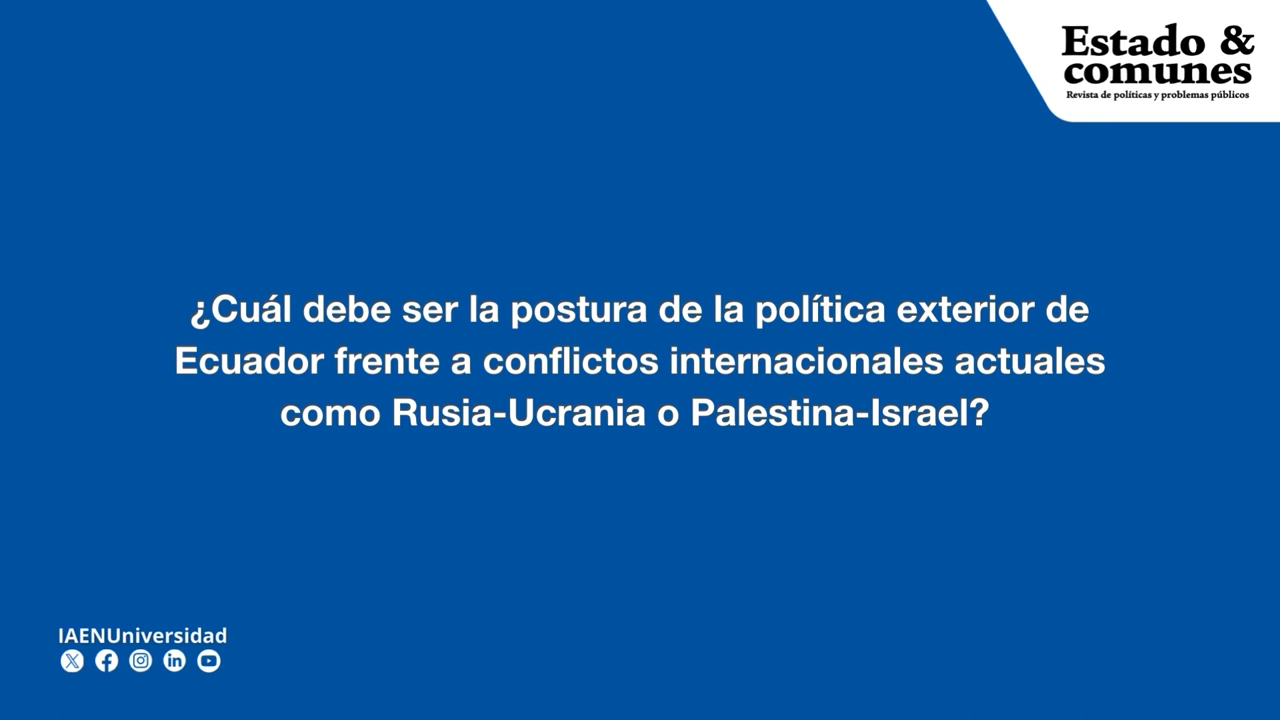 Estado &
comunes
Revista de políticas y problemas públicos
¿Cuál debe ser la postura de la política exterior de
Ecuador frente a conflictos internacionales actuales
como Rusia-Ucrania o Palestina-Israel?
IAENUniversidad